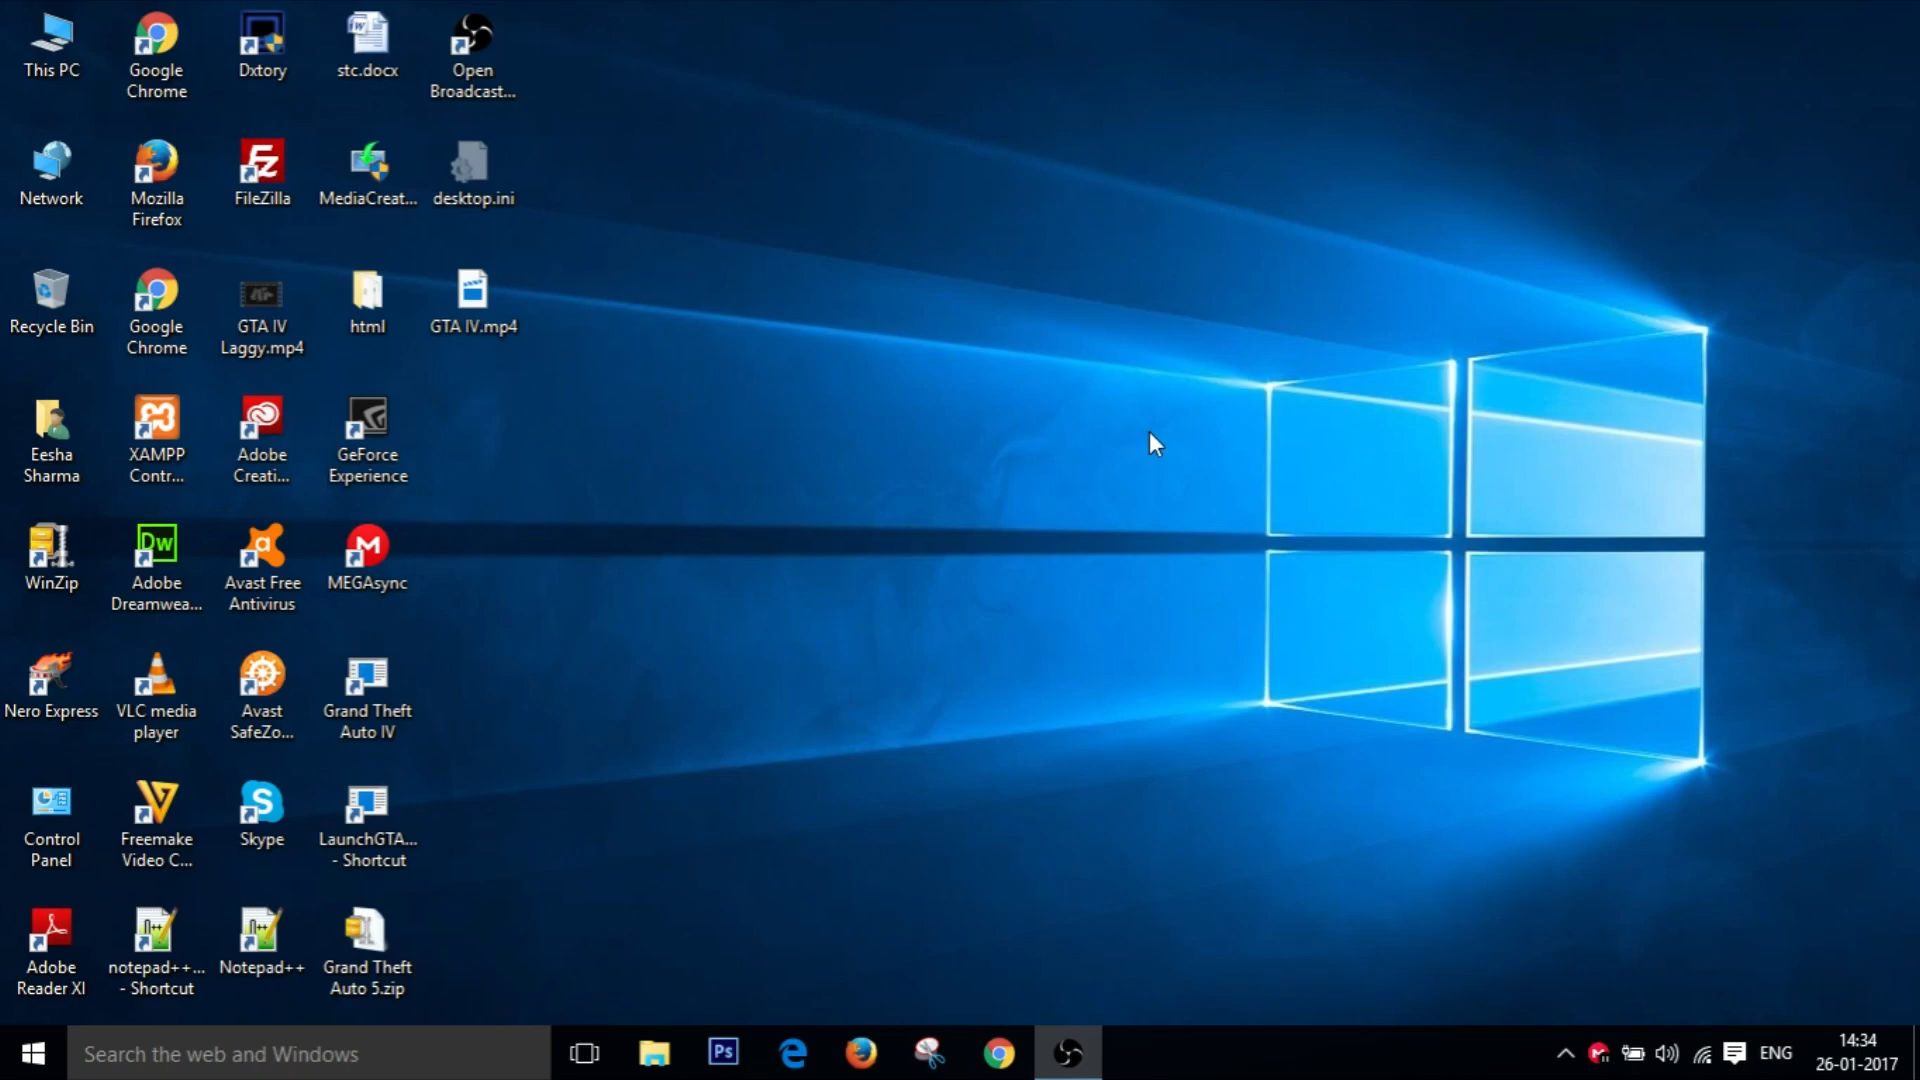 This PC
Google
Chrome
Dxtory
stc.docx
Open
Broadcast...
Network
Mozilla
Firefox
FileZilla
MediaCreat...
desktop.ini
Recycle Bin
Google
Chrome
GTA IV
Laggy.mp4
html
GTA IV.mp4
Eesha
Sharma
XAMPP
Contr...
Adobe
Creati...
GeForce
Experience
WinZip
Dw
Adobe
Dreamwea...
Avast Free
Antivirus
MEGAsync
Nero Express
VLC media
player
Avast
SafeZo...
Grand Theft
Auto IV
Control
Panel
Freemake
Video C...
Skype
LaunchGTA...
- Shortcut
Adobe
Reader XI
notepad++...
- Shortcut
Notepad++
Grand Theft
Auto 5.zip
Search the web and Windows
Ps
ENG
14:34
26-01-2017